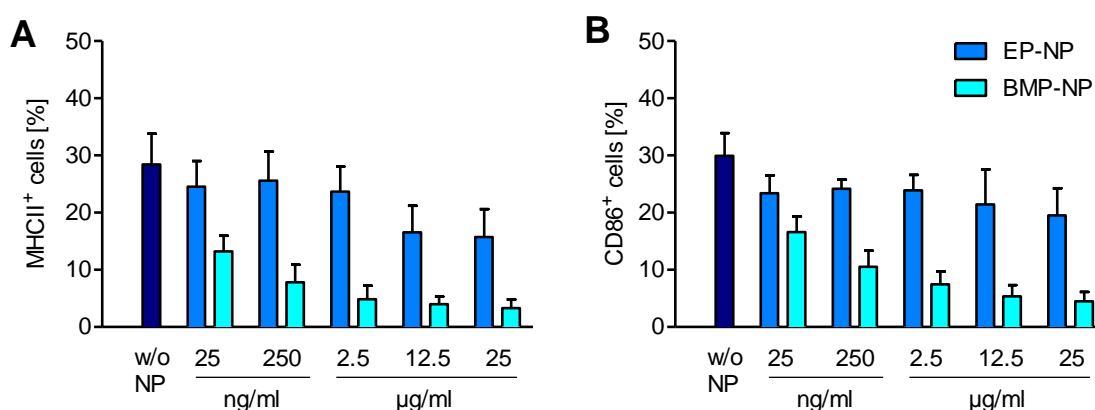 A
B
50
40
30
20
10
0
MHCII⁺ cells [%]
w/o
NP
25 250 2.5 12.5 25
ng/ml µg/ml
50
40
30
20
10
0
CD86⁺ cells [%]
EP-NP
BMP-NP
w/o
NP
25 250 2.5 12.5 25
ng/ml µg/ml